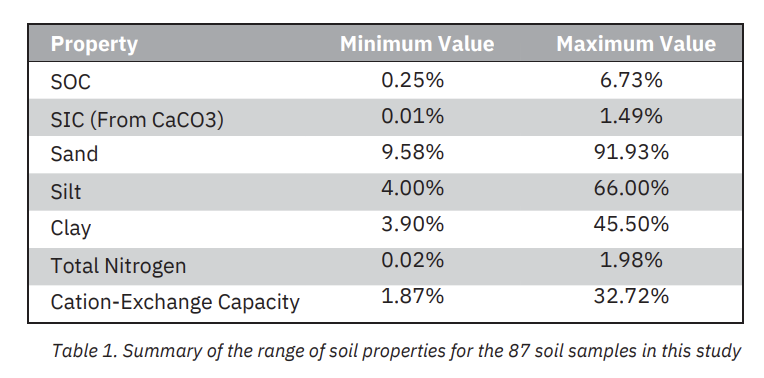 Property Minimum Value Maximum Value
SOC 0.25% 6.73%
SIC (From CaCO3) 0.01% 1.49%
Sand 9.58% 91.93%
Silt 4.00% 66.00%
Clay 3.90% 45.50%
Total Nitrogen 0.02% 1.98%
Cation-Exchange Capacity 1.87% 32.72%
Table 1. Summary of the range of soil properties for the 87 soil samples in this study